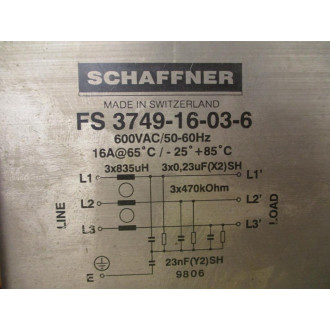 SCHAFFNER
MADE IN SWITZERLAND
FS 3749-16-03-6
600VAC/50-60Hz
16A@65°C / -25°+85°C
3x835uH 3x0,23uF(X2)SH
L1 L1'
3x470kOhm
L2 L2'
L3 L3'
LINE LOAD
E 23nF(Y2)SH
9806